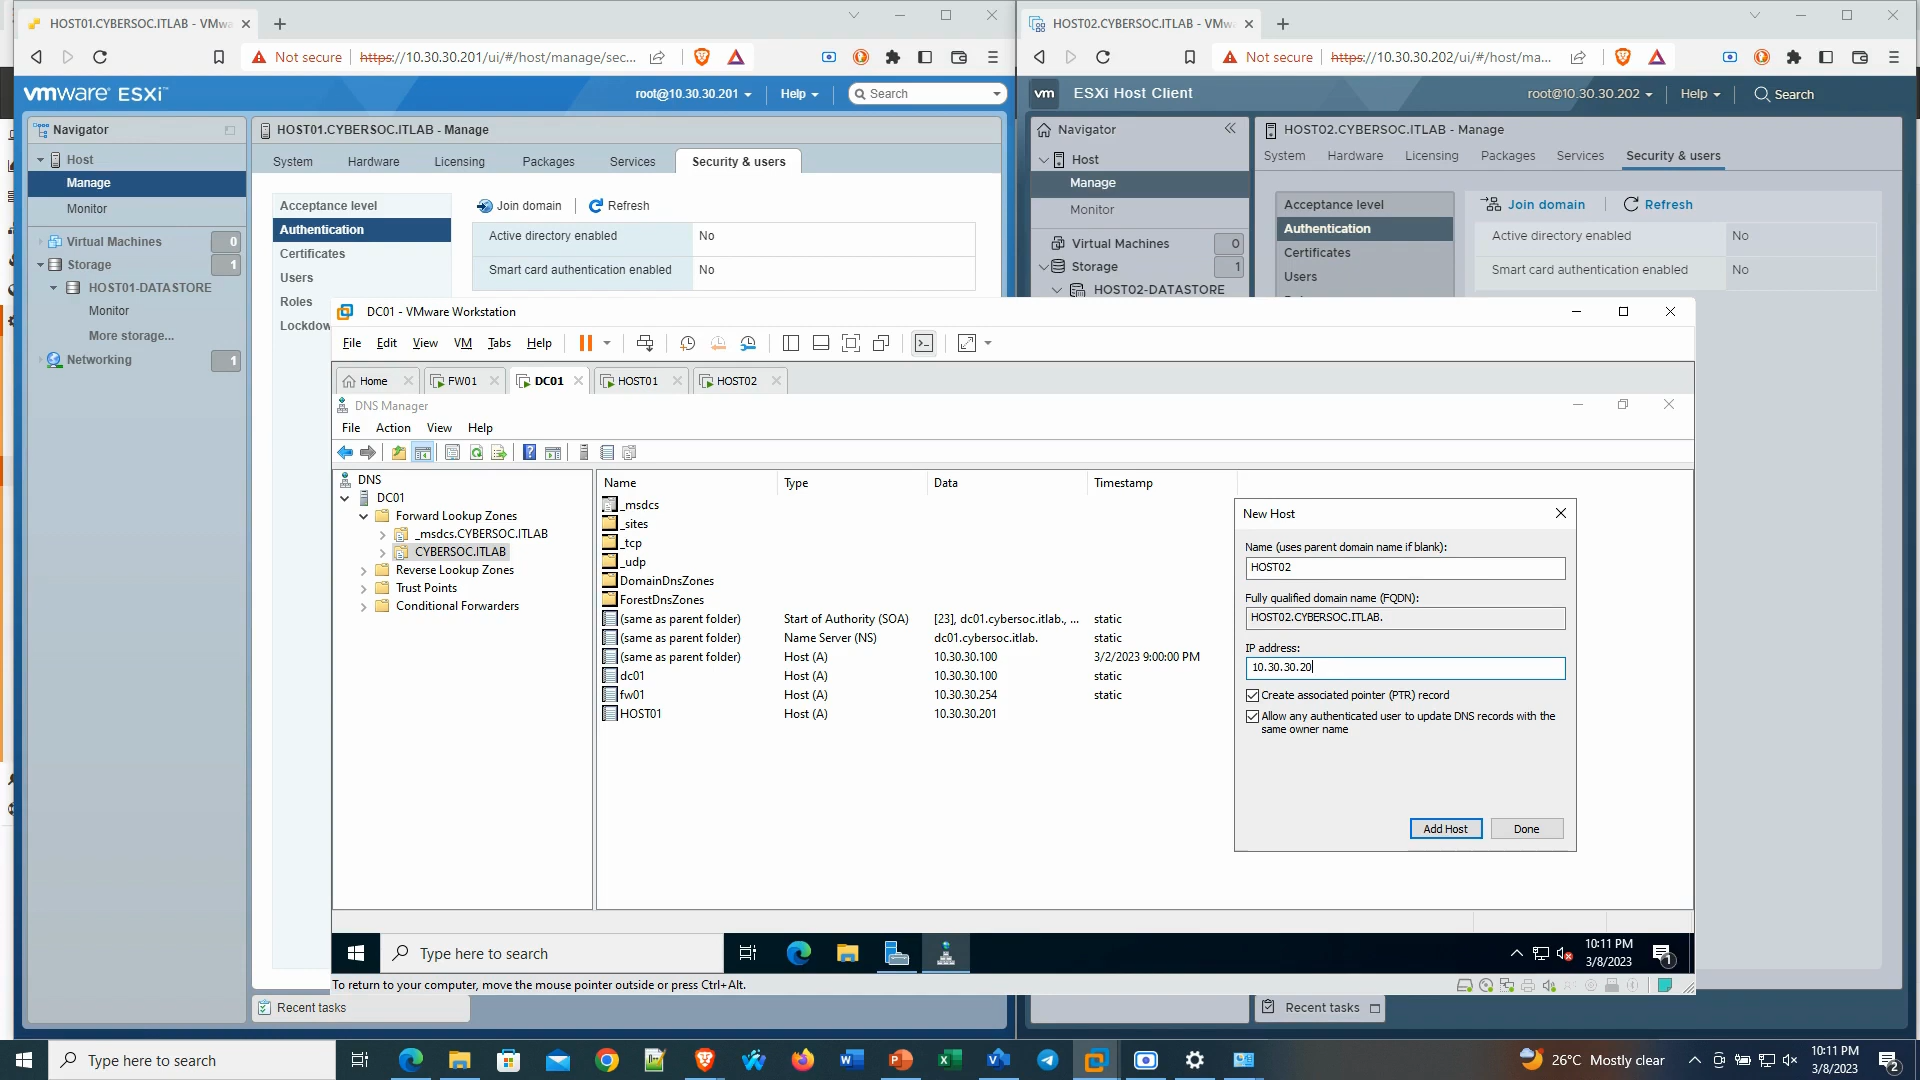 HOST01.CYBERSOC.ITLAB - VMwa
HOST02.CYBERSOC.ITLAB - VMwa
Not secure https://10.30.30.201/ui/#/host/manage/sec...
Not secure https://10.30.30.202/ui/#/host/ma...
vmware ESXi™
root@10.30.30.201
Help
Search
vm
ESXi Host Client
root@10.30.30.202
Help
Search
Navigator
HOST01.CYBERSOC.ITLAB - Manage
Host
Manage
Monitor
Virtual Machines 0
Storage 1
HOST01-DATASTORE
Monitor
More storage...
Networking 1
System Hardware Licensing Packages Services Security & users
Acceptance level
Authentication
Certificates
Users
Roles
Lockdow
Join domain Refresh
Active directory enabled No
Smart card authentication enabled No
Recent tasks
Navigator
HOST02.CYBERSOC.ITLAB - Manage
Host
Manage
Monitor
Virtual Machines 0
Storage 1
HOST02-DATASTORE
System Hardware Licensing Packages Services Security & users
Acceptance level
Authentication
Certificates
Users
Join domain Refresh
Active directory enabled No
Smart card authentication enabled No
Recent tasks
DC01 - VMware Workstation
File Edit View VM Tabs Help
Home FW01 DC01 HOST01 HOST02
DNS Manager
File Action View Help
DNS
DC01
Forward Lookup Zones
_msdcs.CYBERSOC.ITLAB
CYBERSOC.ITLAB
Reverse Lookup Zones
Trust Points
Conditional Forwarders
Name Type Data Timestamp
_msdcs
_sites
_tcp
_udp
DomainDnsZones
ForestDnsZones
(same as parent folder) Start of Authority (SOA) [23], dc01.cybersoc.itlab., ... static
(same as parent folder) Name Server (NS) dc01.cybersoc.itlab. static
(same as parent folder) Host (A) 10.30.30.100 3/2/2023 9:00:00 PM
dc01 Host (A) 10.30.30.100 static
fw01 Host (A) 10.30.30.254 static
HOST01 Host (A) 10.30.30.201
New Host
Name (uses parent domain name if blank):
HOST02
Fully qualified domain name (FQDN):
HOST02.CYBERSOC.ITLAB.
IP address:
10.30.30.20
Create associated pointer (PTR) record
Allow any authenticated user to update DNS records with the
same owner name
Add Host Done
Type here to search
10:11 PM
3/8/2023
1
To return to your computer, move the mouse pointer outside or press Ctrl+Alt.
Type here to search
26°C Mostly clear
10:11 PM
3/8/2023
2